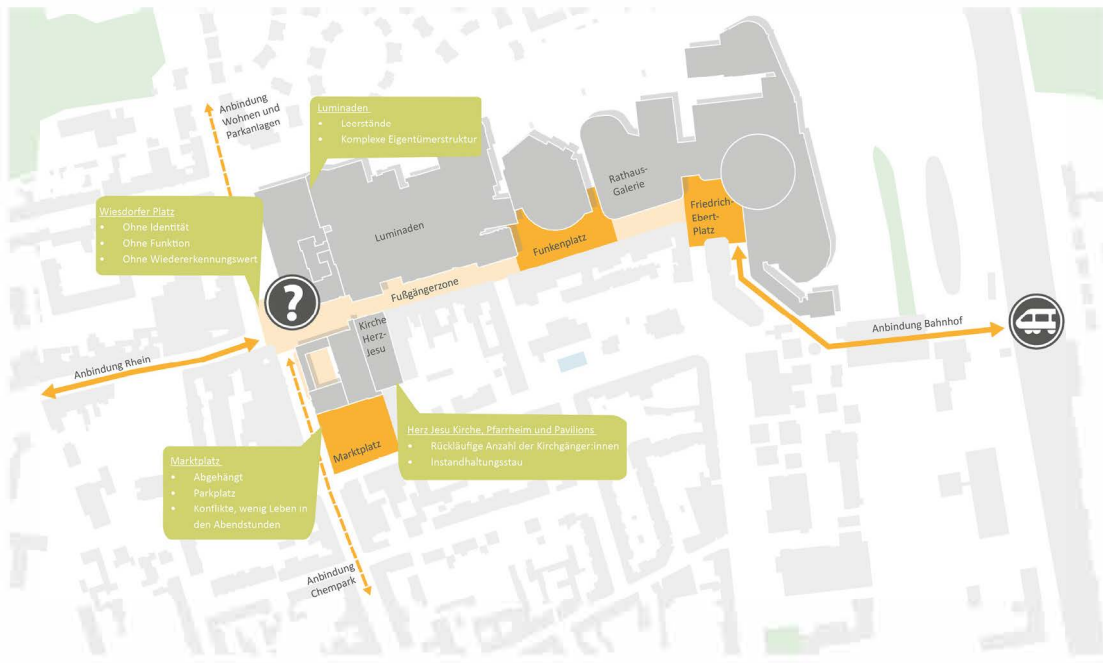 Anbindung
Wohnen und
Parkanlagen
Luminaden
• Leerstände
• Komplexe Eigentümerstruktur
Wiesdorfer Platz
• Ohne Identität
• Ohne Funktion
• Ohne Wiedererkennungswert
Luminaden
Rathaus-
Galerie
Friedrich-
Ebert-
Platz
Funkenplatz
Fußgängerzone
?
Kirche
Herz-
Jesu
Anbindung Bahnhof
Anbindung Rhein
Herz Jesu Kirche, Pfarrheim und Pavilions
• Rückläufige Anzahl der Kirchgänger:innen
• Instandhaltungsstau
Marktplatz
Marktplatz
• Abgehängt
• Parkplatz
• Konflikte, wenig Leben in
den Abendstunden
Anbindung
Chempark